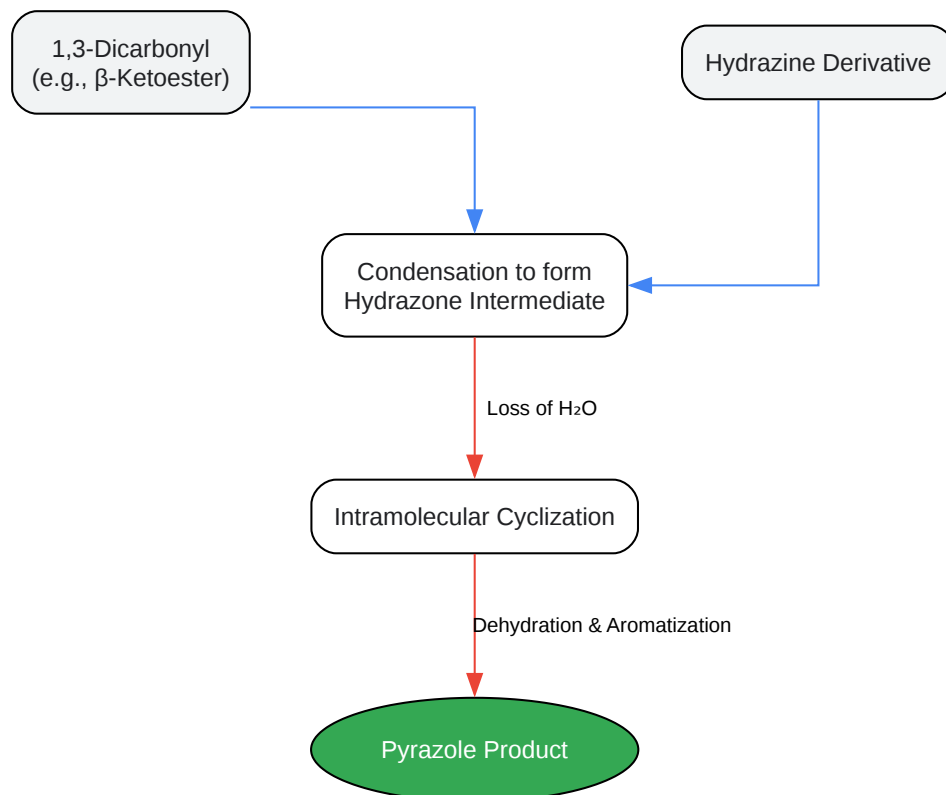 1,3-Dicarbonyl
(e.g., β-Ketoester)
Hydrazine Derivative
Condensation to form
Hydrazone Intermediate
Loss of H₂O
Intramolecular Cyclization
Dehydration & Aromatization
Pyrazole Product